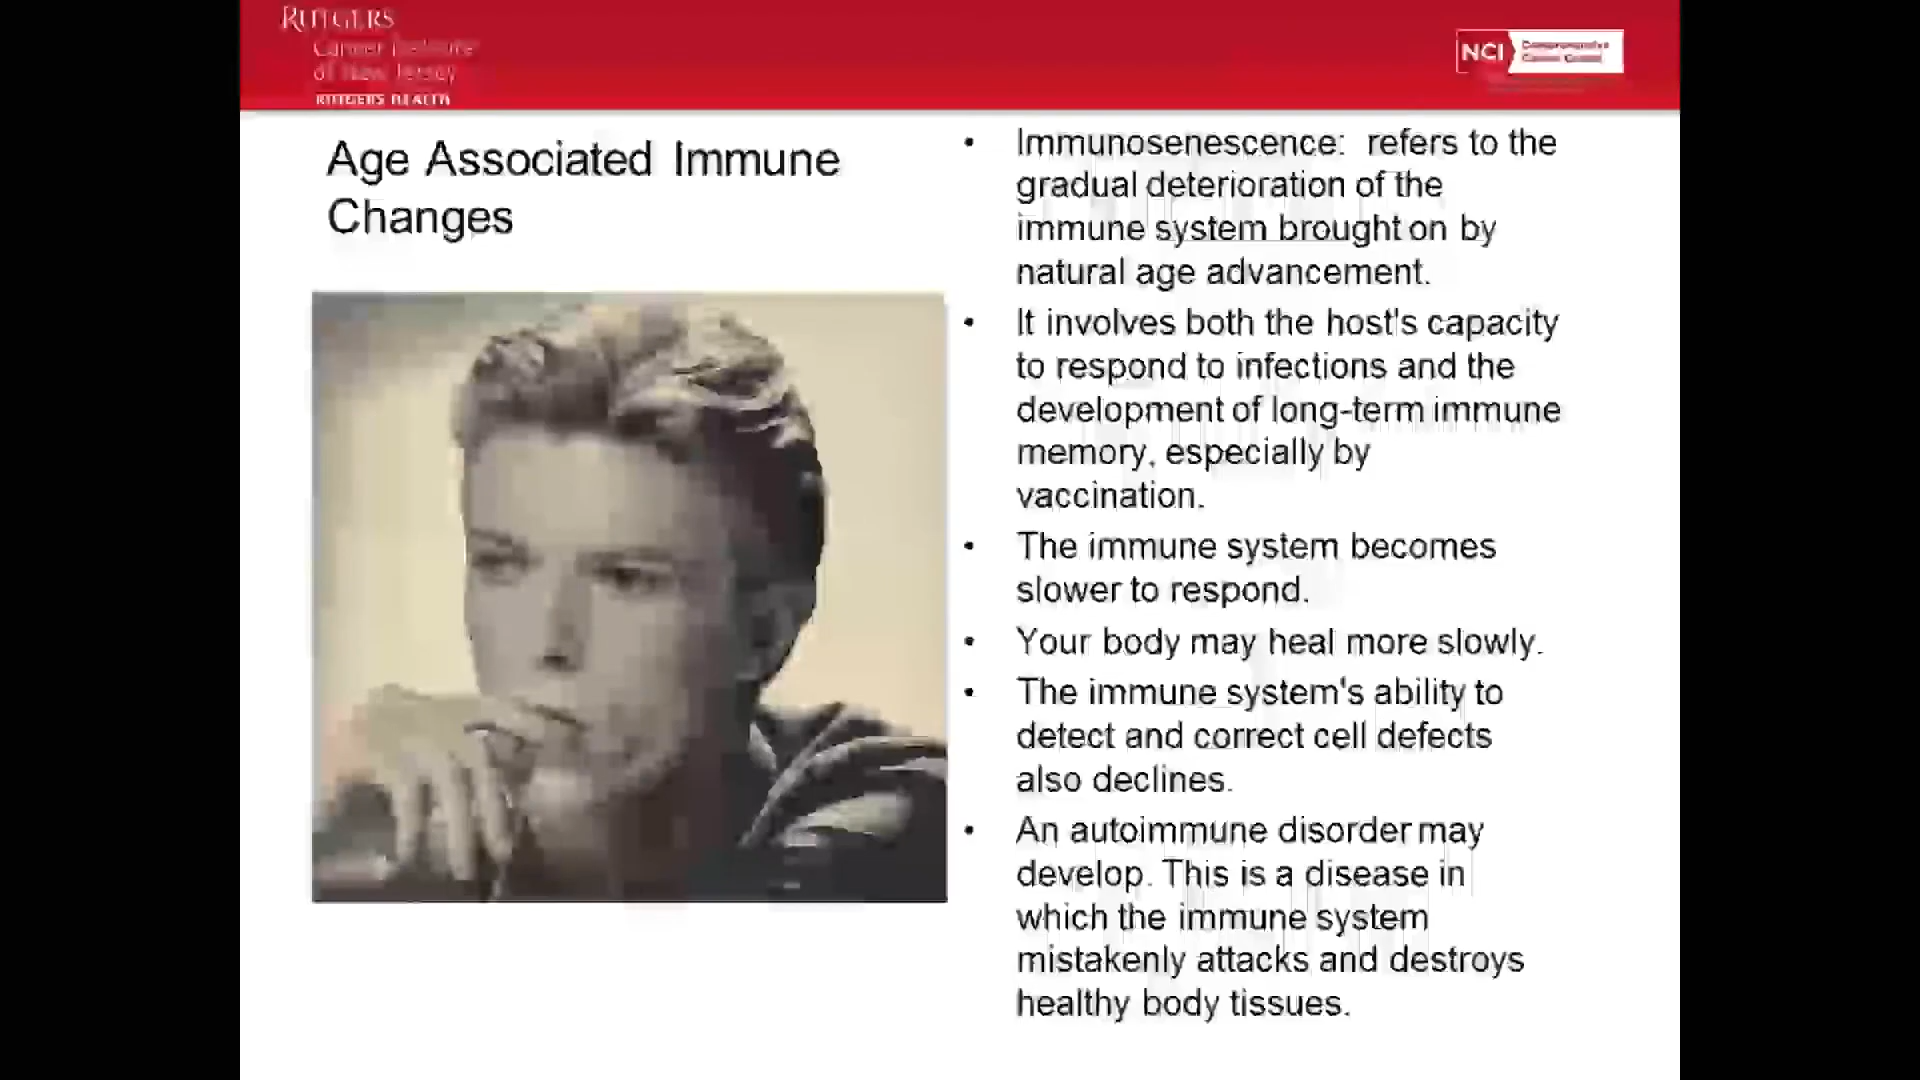 RUTGERS
Cancer Institute
of New Jersey
RUTGERS HEALTH
NCI
Comprehensive
Cancer Center
Age Associated Immune
Changes
• Immunosenescence: refers to the
gradual deterioration of the
immune system brought on by
natural age advancement.
• It involves both the host's capacity
to respond to infections and the
development of long-term immune
memory, especially by
vaccination.
• The immune system becomes
slower to respond.
• Your body may heal more slowly.
• The immune system's ability to
detect and correct cell defects
also declines.
• An autoimmune disorder may
develop. This is a disease in
which the immune system
mistakenly attacks and destroys
healthy body tissues.